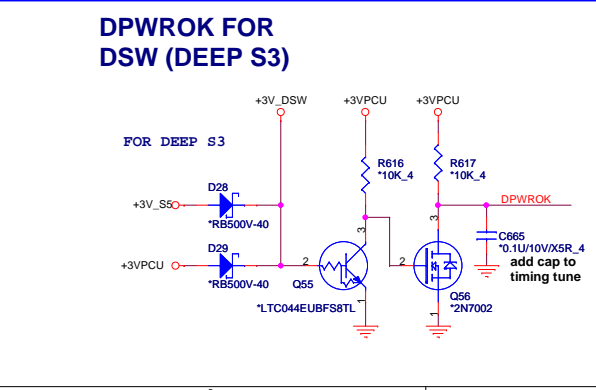 DPWROK FOR
DSW (DEEP S3)
+3V_DSW
+3VPCU
+3VPCU
FOR DEEP S3
R616
*10K_4
R617
*10K_4
D28
+3V_S5
*RB500V-40
DPWROK
3
3
C665
*0.1U/10V/X5R_4
add cap to
timing tune
D29
+3VPCU
*RB500V-40
2
Q55
2
*LTC044EUBFS8TL
1
Q56
*2N7002
1